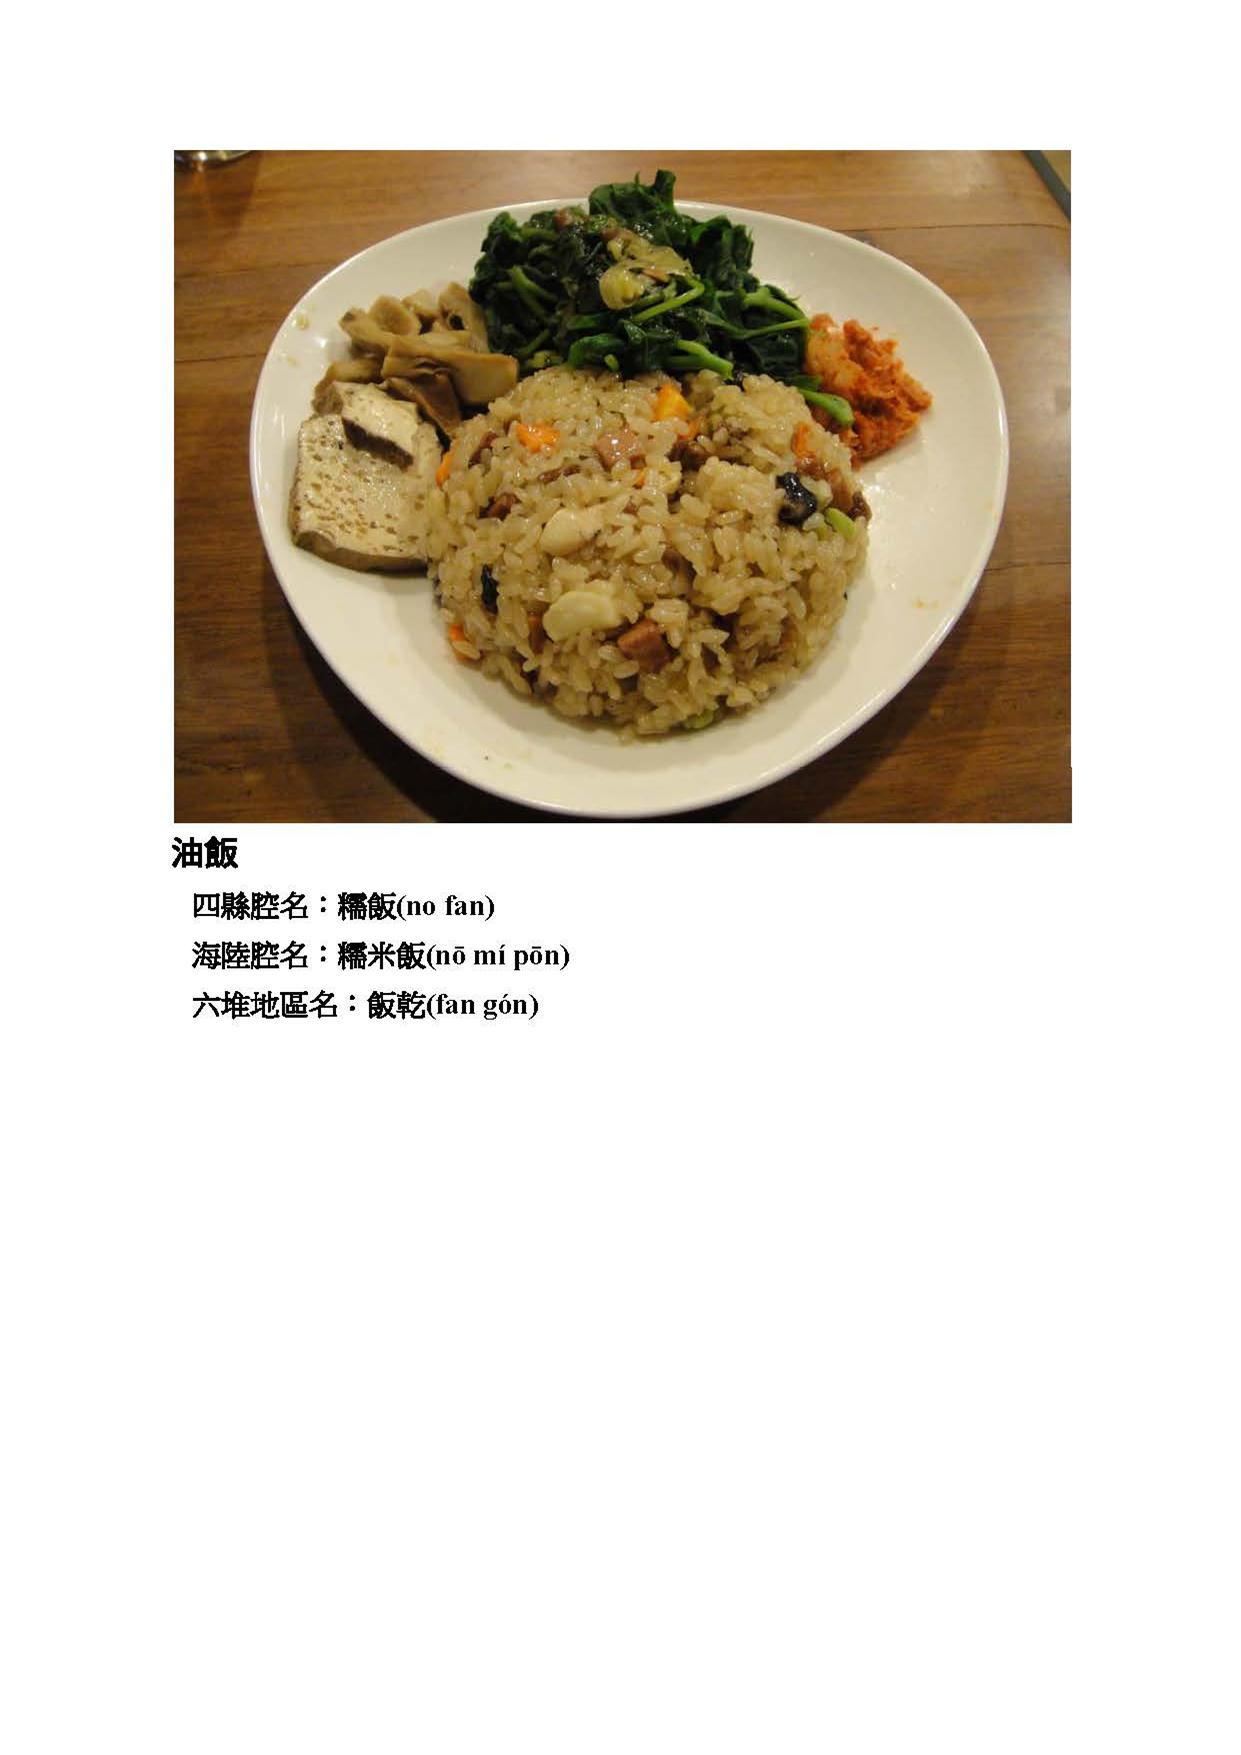 油飯
四縣腔名：糯飯(no fan)
海陸腔名：糯米飯(nō mí pōn)
六堆地區名：飯乾(fan gón)